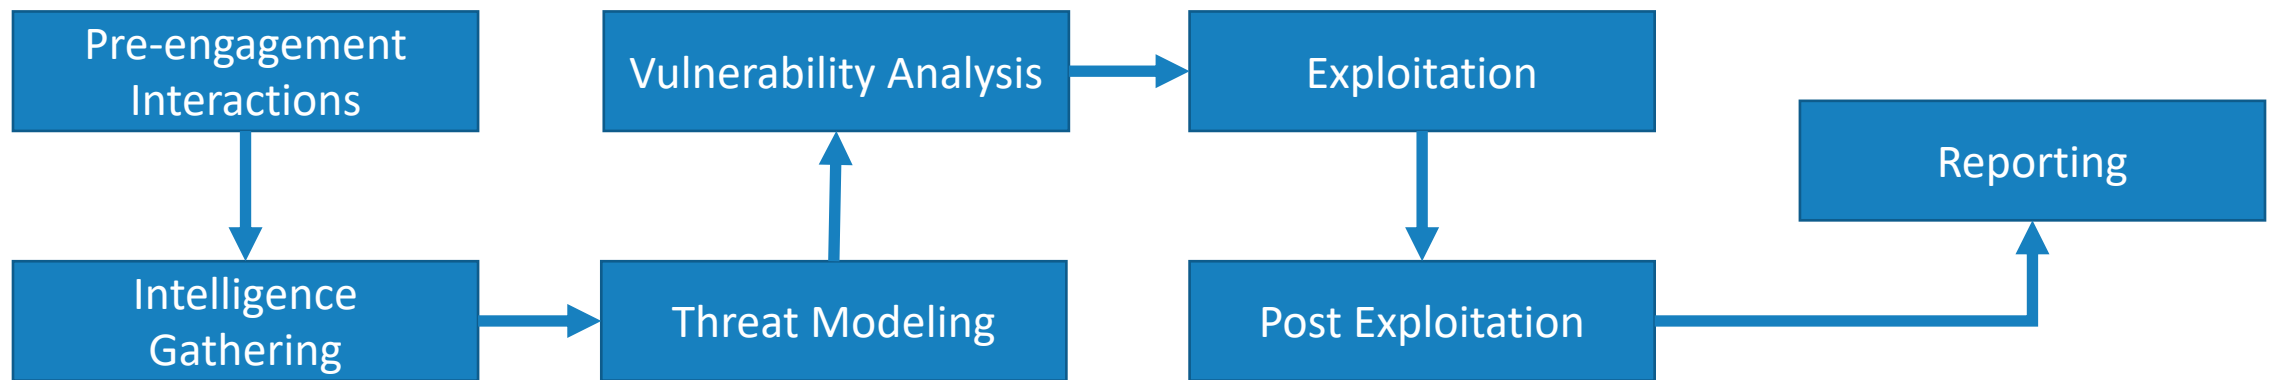 Pre-engagement
Interactions
Intelligence
Gathering
Threat Modeling
Vulnerability Analysis
Exploitation
Post Exploitation
Reporting